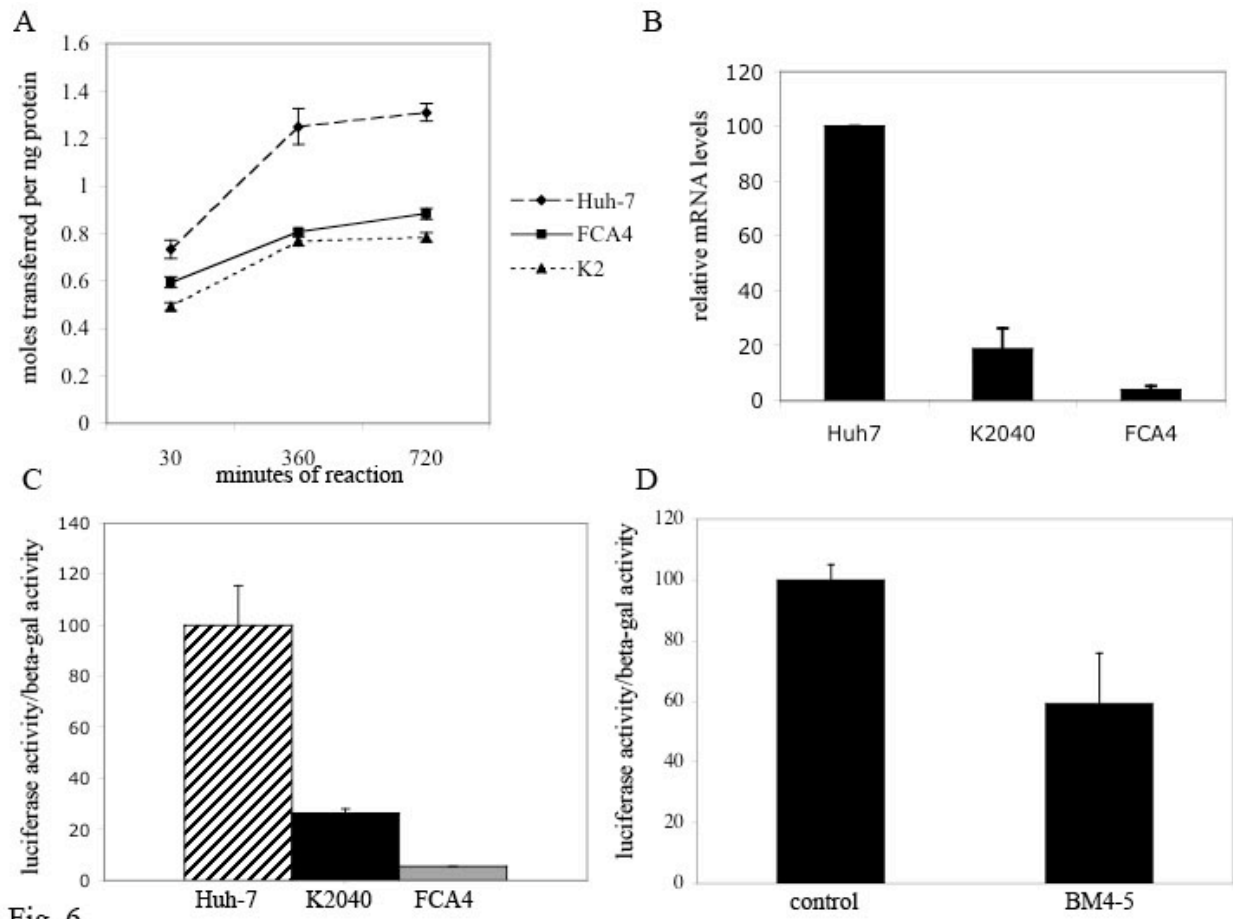 A
moles transferred per ng protein
1.6
1.4
1.2
1
0.8
0.6
0.4
0.2
0
30 360 720
minutes of reaction
Huh-7
FCA4
K2
B
relative mRNA levels
120
100
80
60
40
20
0
Huh7 K2040 FCA4
C
luciferase activity/beta-gal activity
140
120
100
80
60
40
20
0
Huh-7 K2040 FCA4
D
luciferase activity/beta-gal activity
120
100
80
60
40
20
0
control BM4-5
Fig. 6